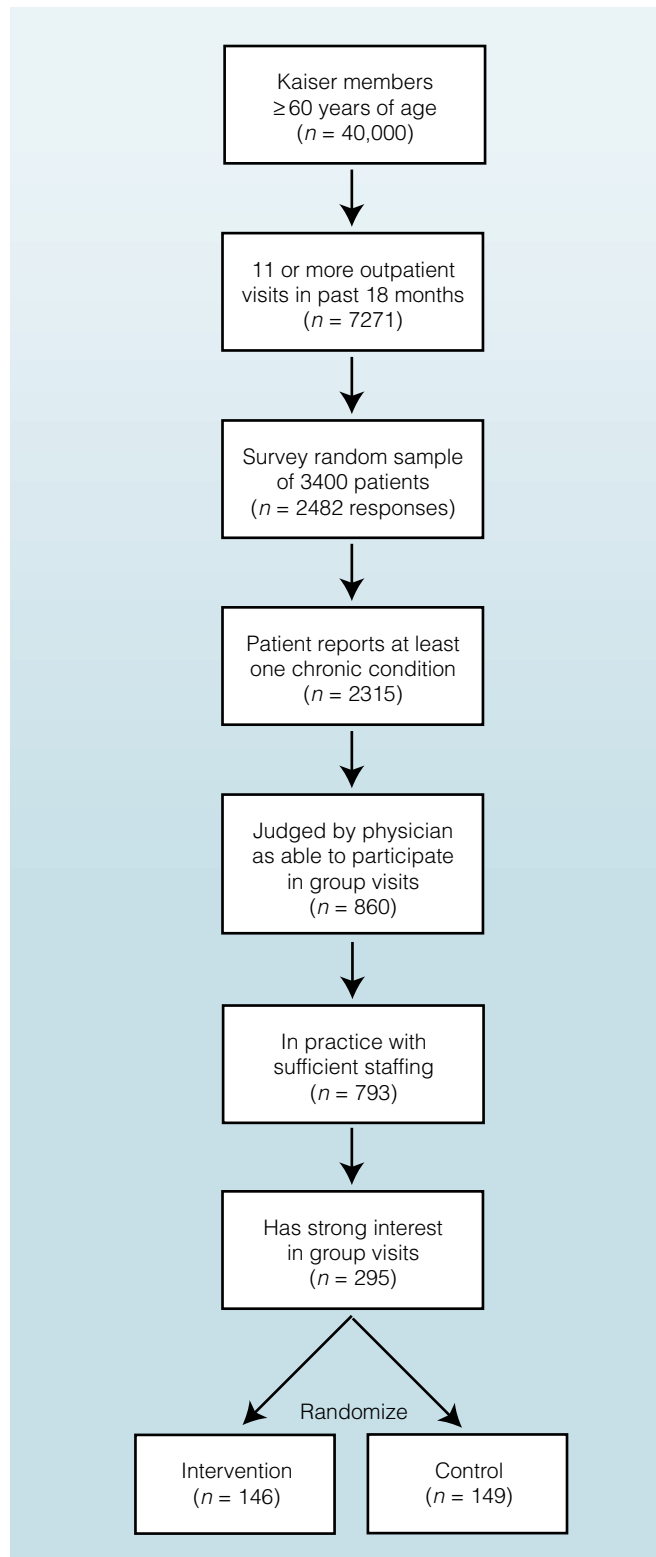 Kaiser members
≥60 years of age
(n = 40,000)
11 or more outpatient
visits in past 18 months
(n = 7271)
Survey random sample
of 3400 patients
(n = 2482 responses)
Patient reports at least
one chronic condition
(n = 2315)
Judged by physician
as able to participate
in group visits
(n = 860)
In practice with
sufficient staffing
(n = 793)
Has strong interest
in group visits
(n = 295)
Randomize
Intervention
(n = 146)
Control
(n = 149)